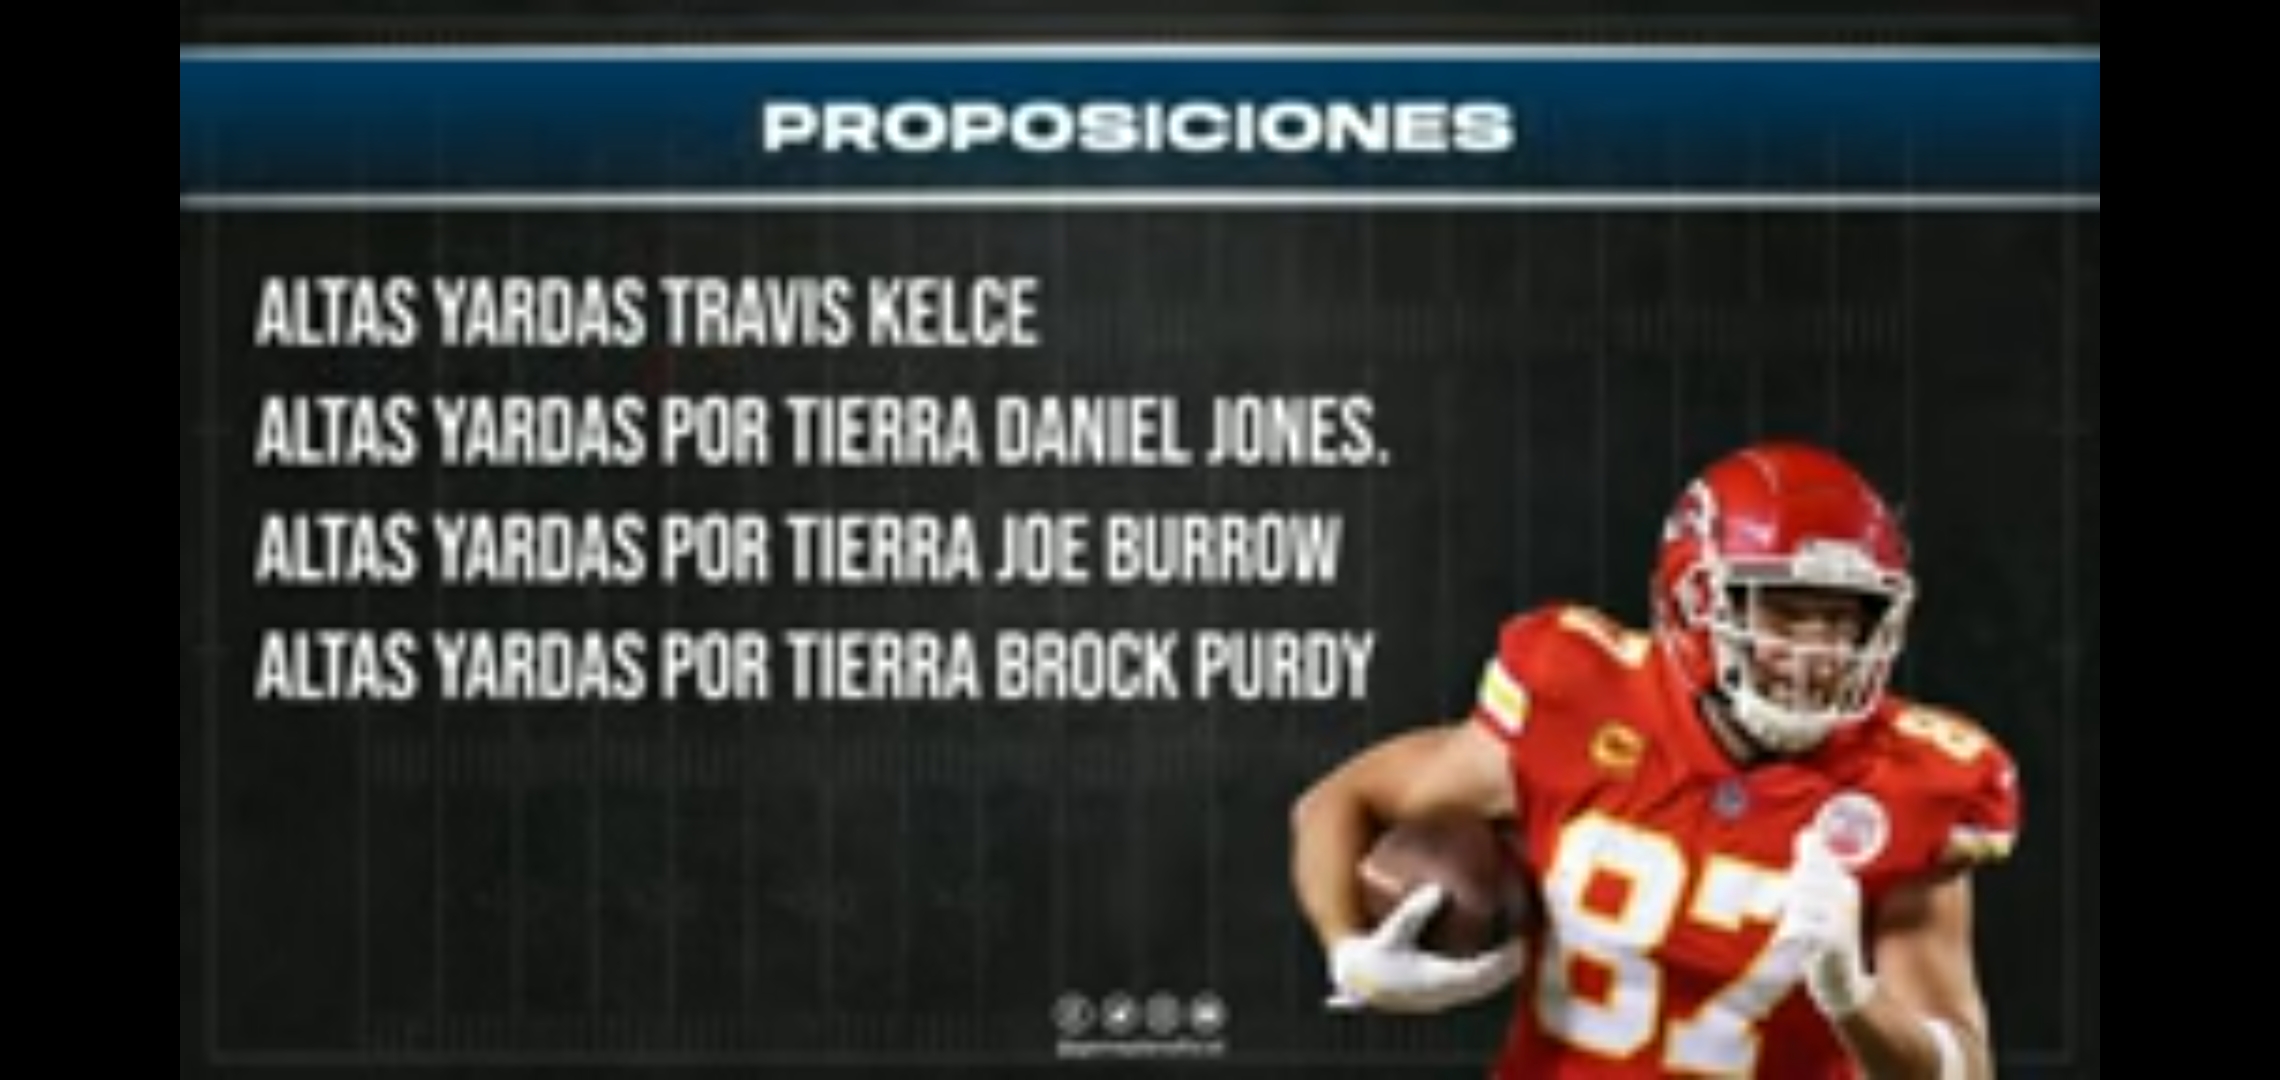 PROPOSICIONES
ALTAS YARDAS TRAVIS KELCE
ALTAS YARDAS POR TIERRA DANIEL JONES.
ALTAS YARDAS POR TIERRA JOE BURROW
ALTAS YARDAS POR TIERRA BROCK PURDY
87